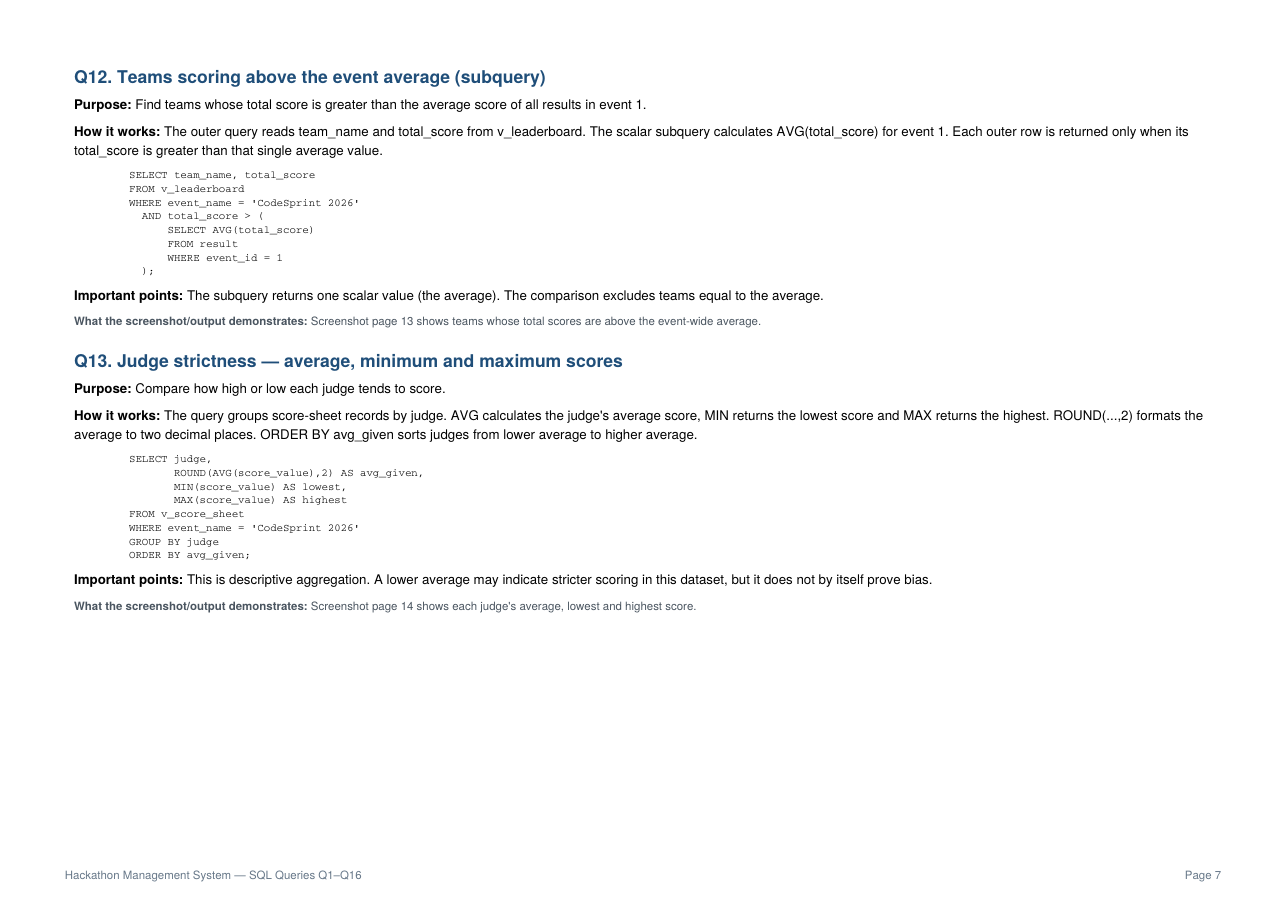 Q12. Teams scoring above the event average (subquery)
Purpose: Find teams whose total score is greater than the average score of all results in event 1.
How it works: The outer query reads team_name and total_score from v_leaderboard. The scalar subquery calculates AVG(total_score) for event 1. Each outer row is returned only when its
total_score is greater than that single average value.
SELECT team_name, total_score
FROM v_leaderboard
WHERE event_name = 'CodeSprint 2026'
  AND total_score > (
      SELECT AVG(total_score)
      FROM result
      WHERE event_id = 1
  );
Important points: The subquery returns one scalar value (the average). The comparison excludes teams equal to the average.
What the screenshot/output demonstrates: Screenshot page 13 shows teams whose total scores are above the event-wide average.
Q13. Judge strictness — average, minimum and maximum scores
Purpose: Compare how high or low each judge tends to score.
How it works: The query groups score-sheet records by judge. AVG calculates the judge's average score, MIN returns the lowest score and MAX returns the highest. ROUND(...,2) formats the
average to two decimal places. ORDER BY avg_given sorts judges from lower average to higher average.
SELECT judge,
       ROUND(AVG(score_value),2) AS avg_given,
       MIN(score_value) AS lowest,
       MAX(score_value) AS highest
FROM v_score_sheet
WHERE event_name = 'CodeSprint 2026'
GROUP BY judge
ORDER BY avg_given;
Important points: This is descriptive aggregation. A lower average may indicate stricter scoring in this dataset, but it does not by itself prove bias.
What the screenshot/output demonstrates: Screenshot page 14 shows each judge's average, lowest and highest score.
Hackathon Management System — SQL Queries Q1–Q16
Page 7